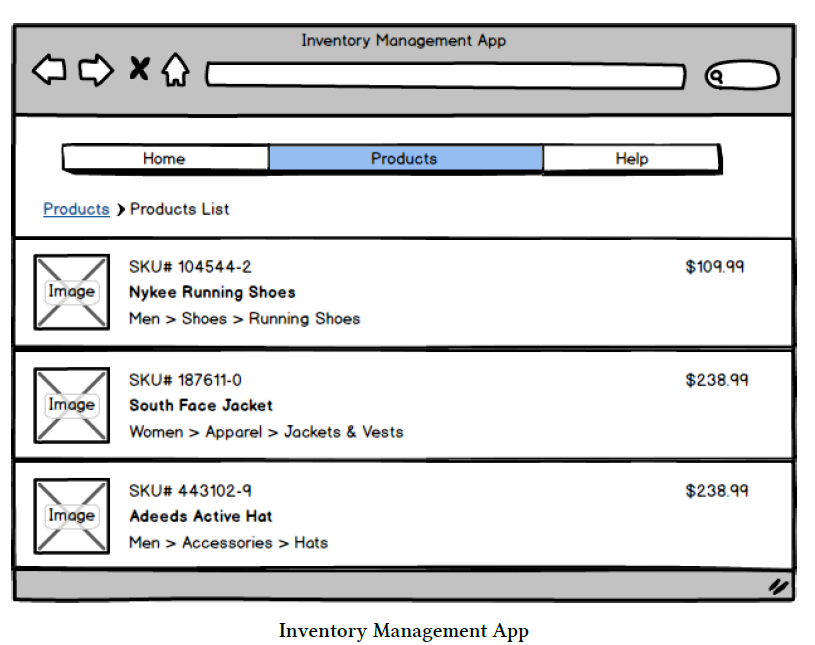 Inventory Management App
Home Products Help
Products > Products List
Image
SKU# 104544-2 $109.99
Nykee Running Shoes
Men > Shoes > Running Shoes
Image
SKU# 187611-0 $238.99
South Face Jacket
Women > Apparel > Jackets & Vests
Image
SKU# 443102-9 $238.99
Adeeds Active Hat
Men > Accessories > Hats
Inventory Management App